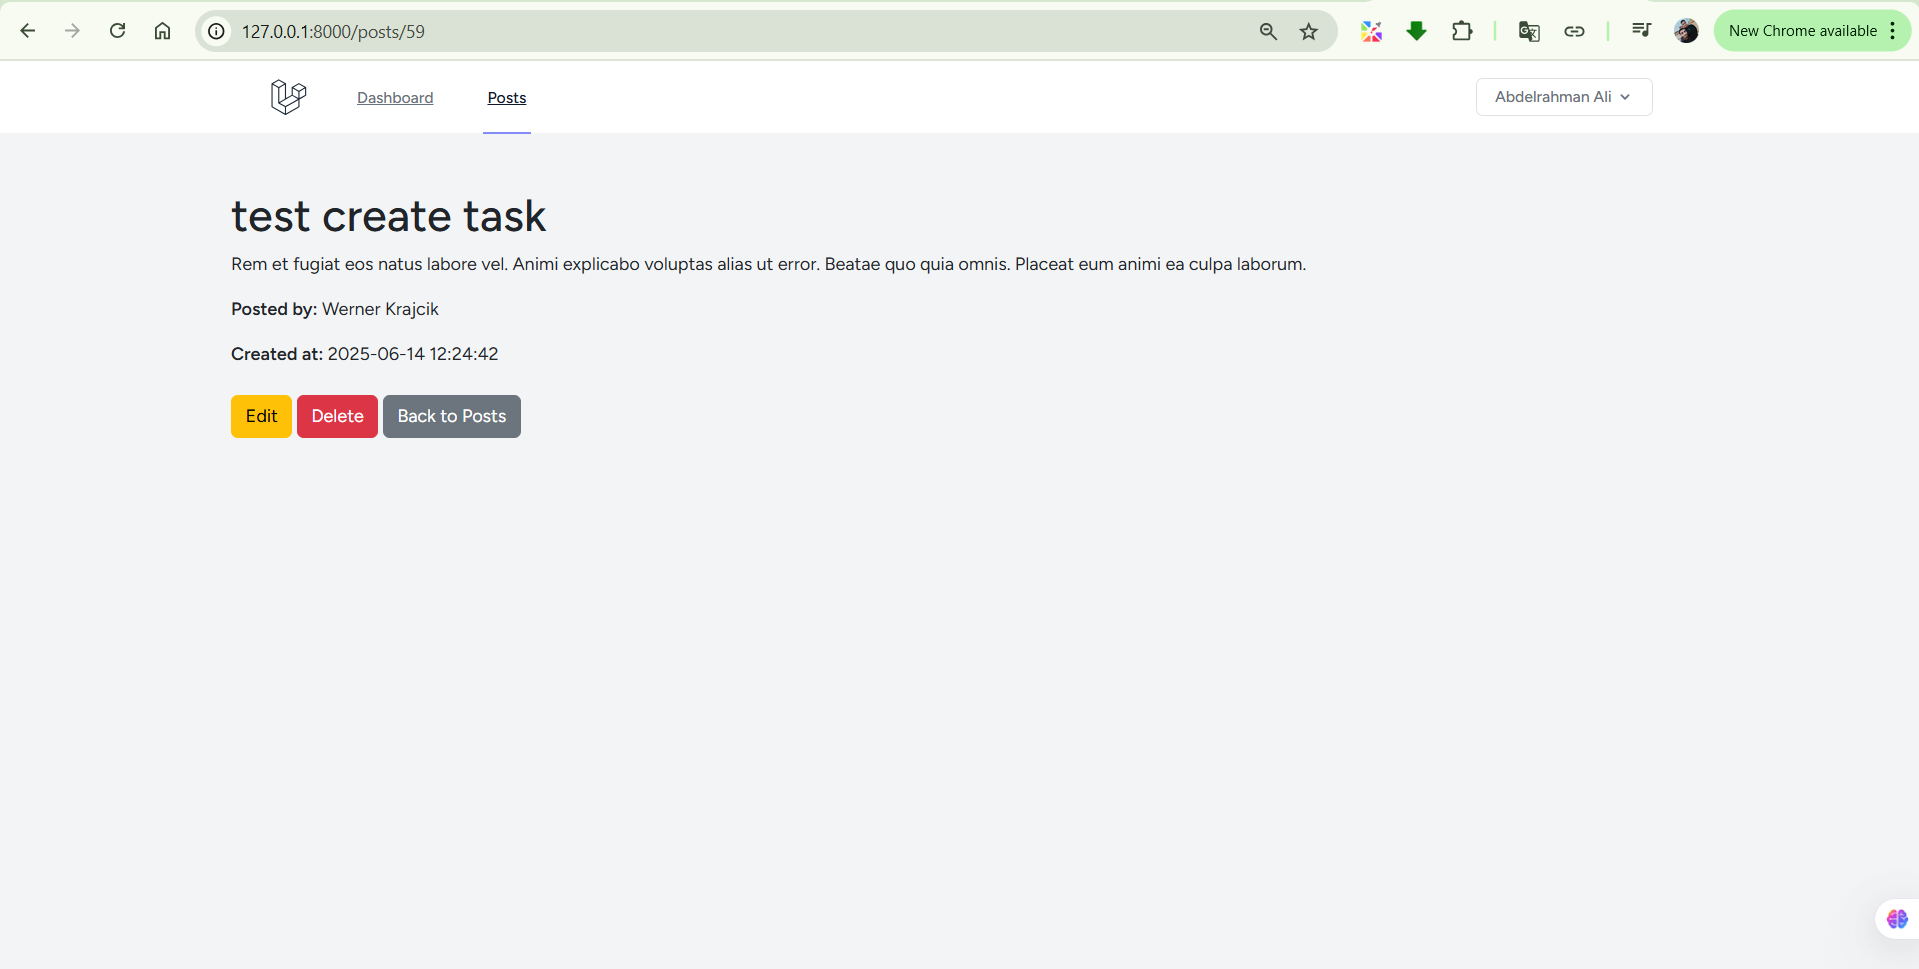 127.0.0.1:8000/posts/59
New Chrome available
Dashboard
Posts
Abdelrahman Ali
test create task
Rem et fugiat eos natus labore vel. Animi explicabo voluptas alias ut error. Beatae quo quia omnis. Placeat eum animi ea culpa laborum.
Posted by: Werner Krajcik
Created at: 2025-06-14 12:24:42
Edit
Delete
Back to Posts